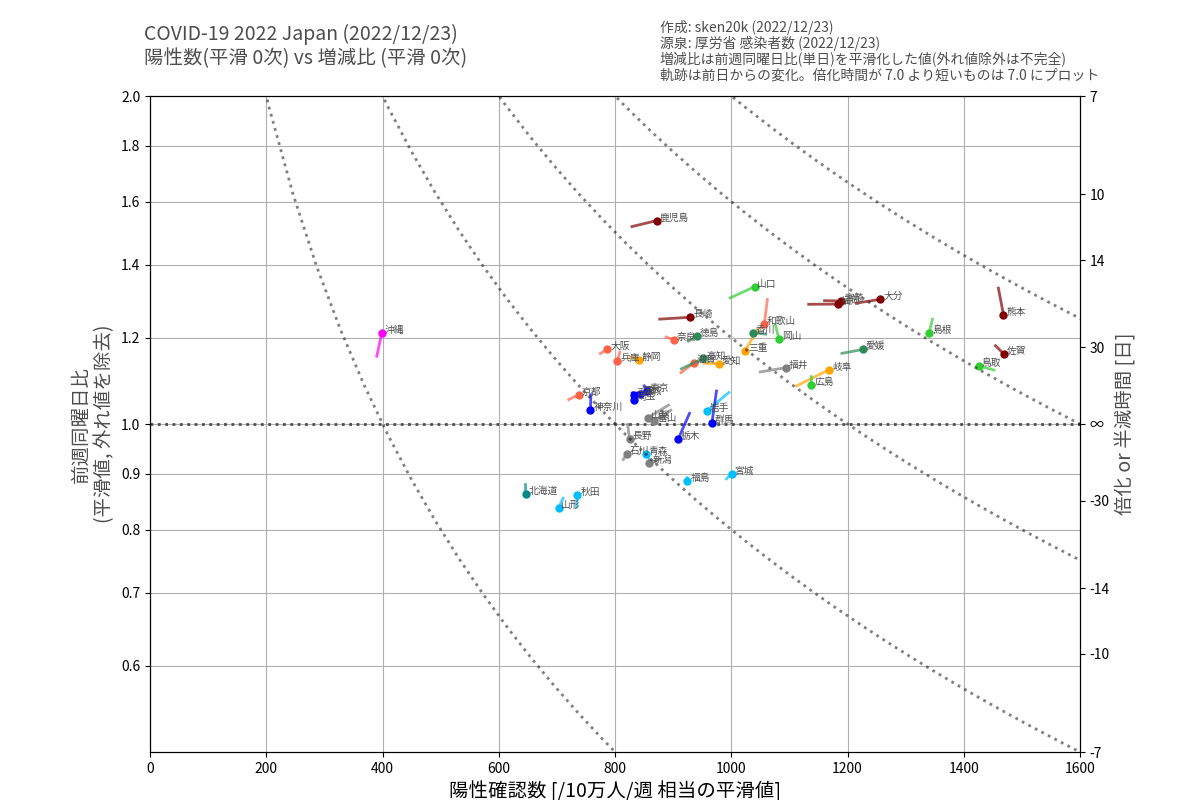 COVID-19 2022 Japan (2022/12/23)
陽性数(平滑 0次) vs 増減比 (平滑 0次)
作成: sken20k (2022/12/23)
源泉: 厚労省 感染者数 (2022/12/23)
増減比は前週同曜日比(単日)を平滑化した値(外れ値除外は不完全)
軌跡は前日からの変化。倍化時間が 7.0 より短いものは 7.0 にプロット
2.0
1.8
1.6
1.4
1.2
1.0
0.9
0.8
0.7
0.6
前週同曜日比
(平滑値, 外れ値を除去)
7
10
14
30
∞
-30
-14
-10
-7
倍化 or 半減時間 [日]
鹿児島
山口
大分
熊本
長崎
和歌山
沖縄
徳島
香川
岡山
島根
奈良
大阪
三重
愛媛
佐賀
兵庫
静岡
高知
愛知
福井
岐阜
鳥取
広島
京都
東京
埼玉
神奈川
岩手
富山
群馬
長野
栃木
石川
青森
新潟
福島
宮城
北海道
秋田
山形
0
200
400
600
800
1000
1200
1400
1600
陽性確認数 [/10万人/週 相当の平滑値]